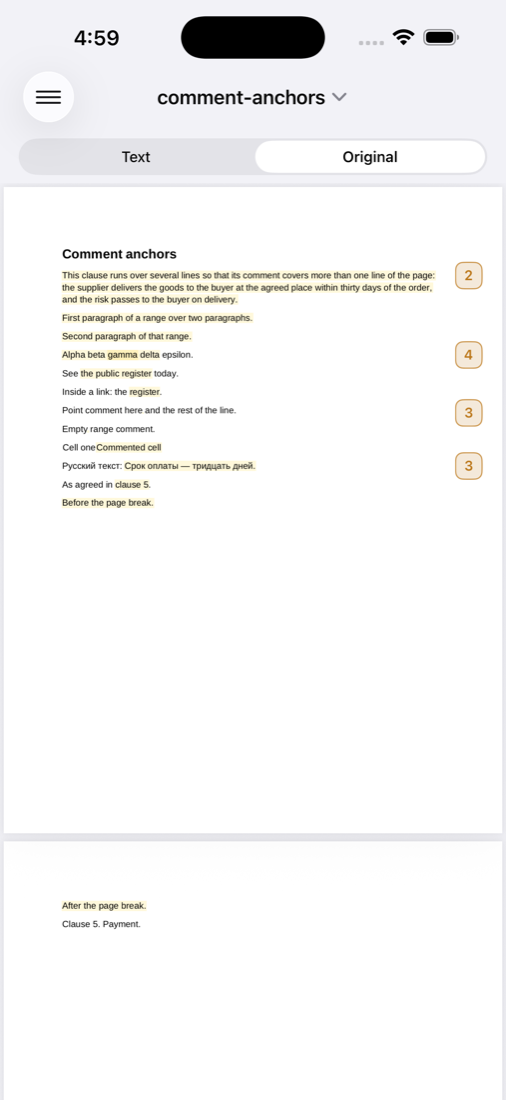 4:59
comment-anchors
Text
Original
Comment anchors
This clause runs over several lines so that its comment covers more than one line of the page:
the supplier delivers the goods to the buyer at the agreed place within thirty days of the order,
and the risk passes to the buyer on delivery.
2
First paragraph of a range over two paragraphs.
Second paragraph of that range.
Alpha beta gamma delta epsilon.
4
See the public register today.
Inside a link: the register.
Point comment here and the rest of the line.
3
Empty range comment.
Cell oneCommented cell
Русский текст: Срок оплаты — тридцать дней.
3
As agreed in clause 5.
Before the page break.
After the page break.
Clause 5. Payment.